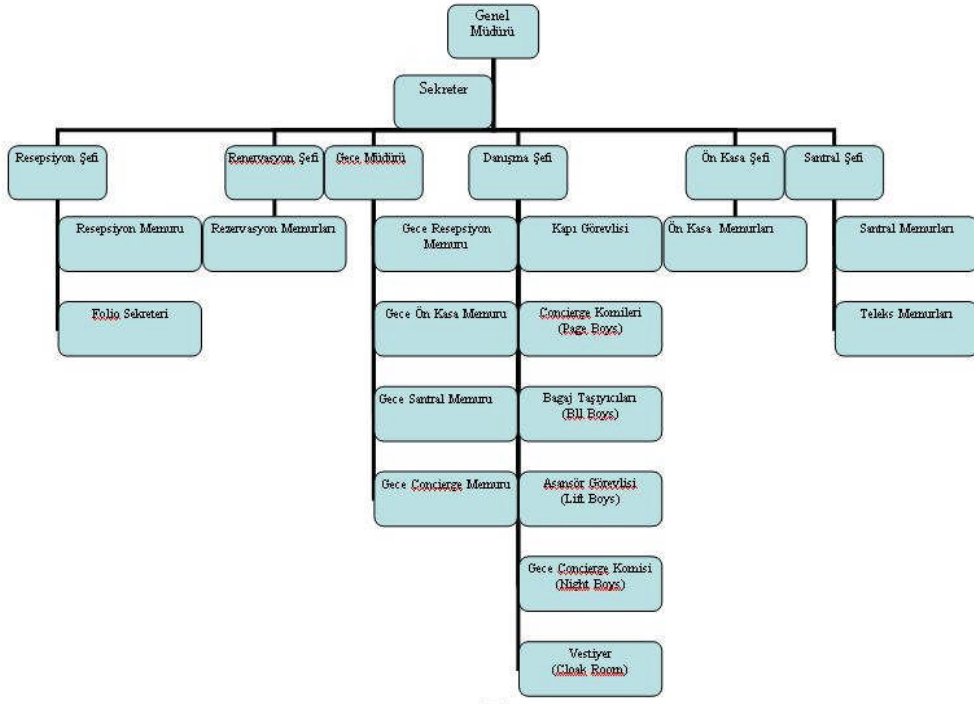 Genel
Müdürü
Sekreter
Resepsiyon Şefi
Renervasyon Şefi
Gece Müdürü
Danışma Şefi
Ön Kasa Şefi
Santral Şefi
Resepsiyon Memuru
Rezervasyon Memurları
Gece Resepsiyon
Memuru
Kapı Görevlisi
Ön Kasa Memurları
Santral Memurları
Folio Sekreteri
Gece Ön Kasa Memuru
Concierge Komileri
(Page Boys)
Teleks Memurları
Gece Santral Memuru
Bagaj Taşıyıcıları
(Bll Boys)
Gece Concierge Memuru
Asansör Görevlisi
(Lift Boys)
Gece Concierge Komisi
(Night Boys)
Vestiyer
(Cloak Room)